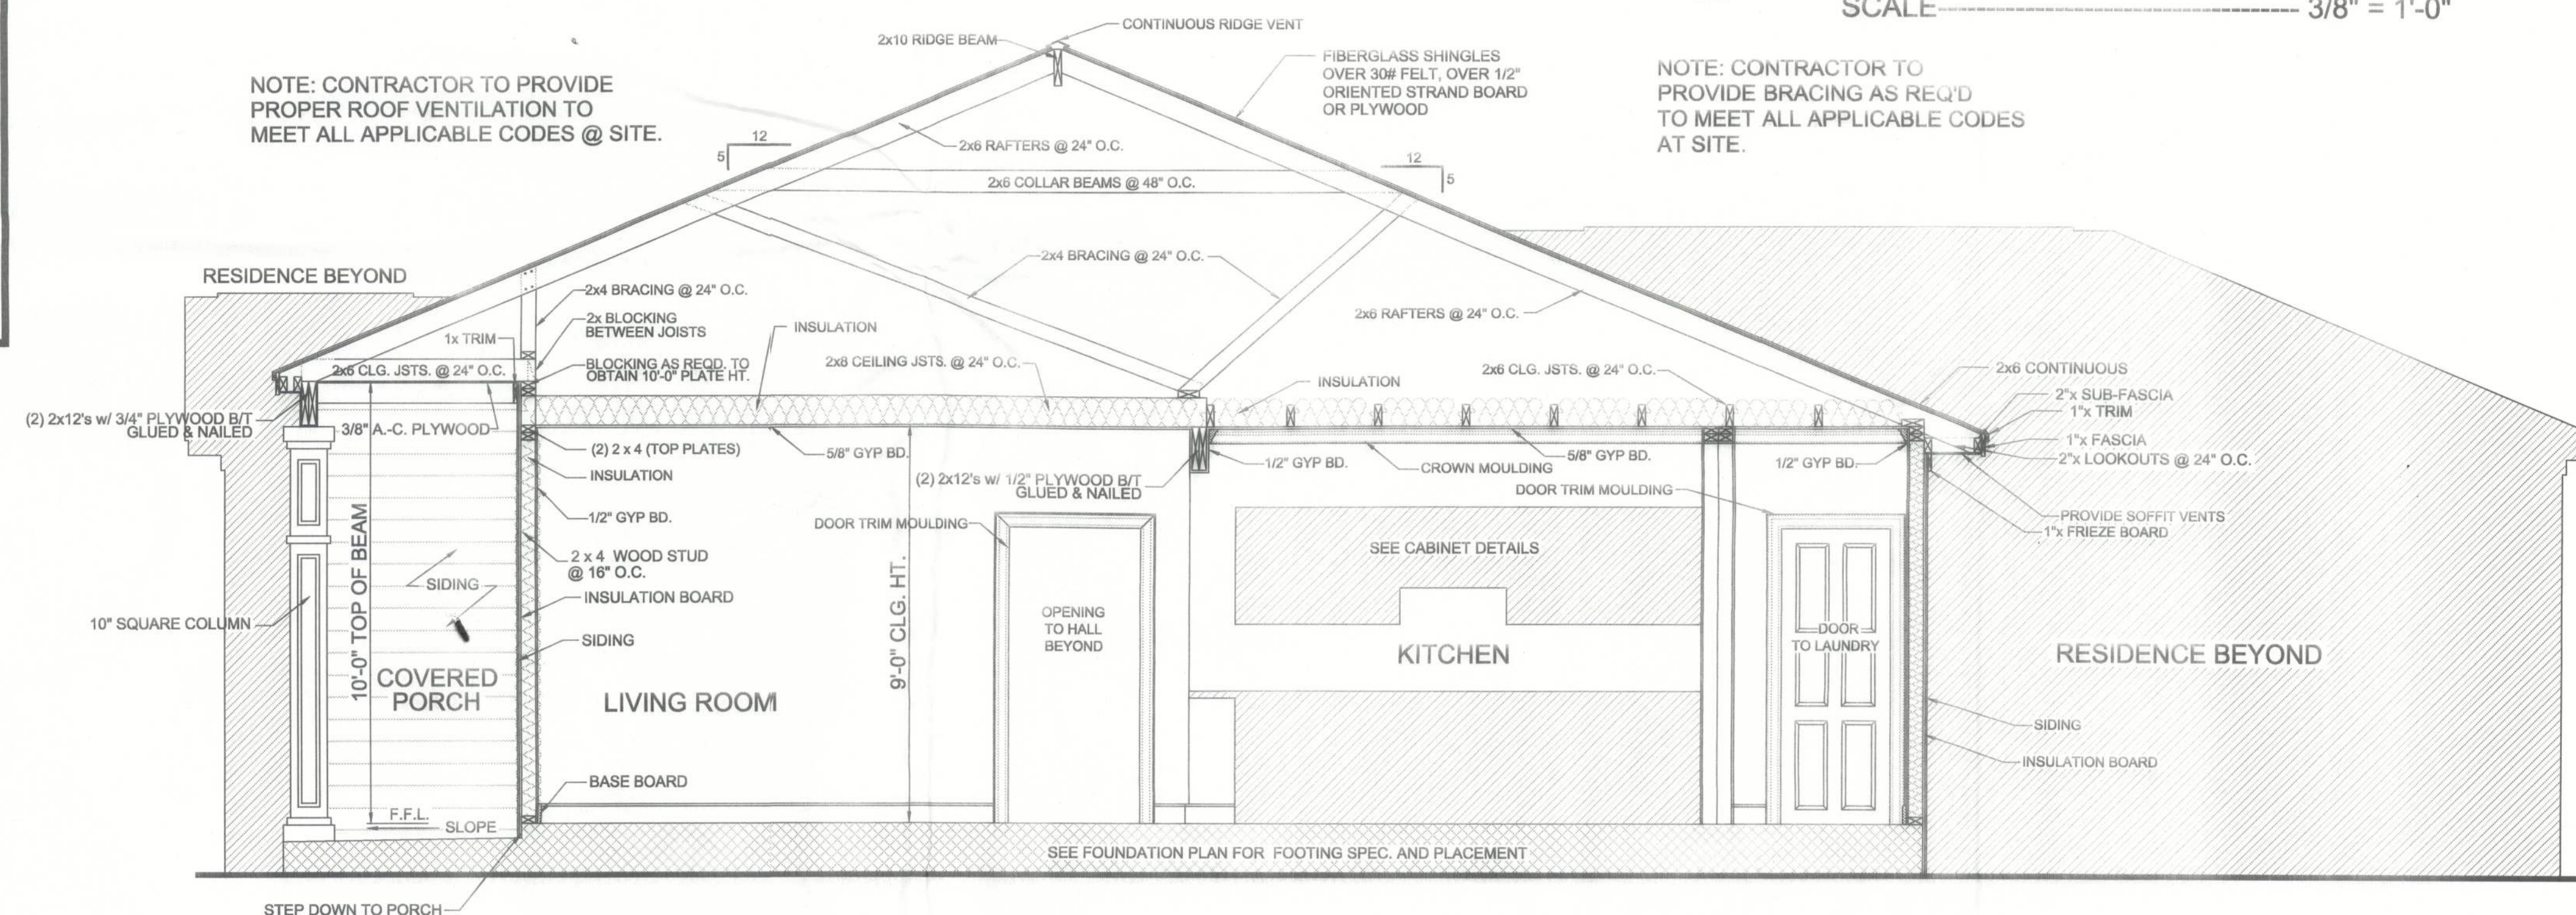 SCALE 3/8" = 1'-0"
CONTINUOUS RIDGE VENT
2x10 RIDGE BEAM
FIBERGLASS SHINGLES
OVER 30# FELT, OVER 1/2"
ORIENTED STRAND BOARD
OR PLYWOOD
NOTE: CONTRACTOR TO PROVIDE
PROPER ROOF VENTILATION TO
MEET ALL APPLICABLE CODES @ SITE.
NOTE: CONTRACTOR TO
PROVIDE BRACING AS REQ'D
TO MEET ALL APPLICABLE CODES
AT SITE.
12
5
2x6 RAFTERS @ 24" O.C.
12
5
2x6 COLLAR BEAMS @ 48" O.C.
2x4 BRACING @ 24" O.C.
RESIDENCE BEYOND
2x4 BRACING @ 24" O.C.
2x BLOCKING
BETWEEN JOISTS
INSULATION
2x6 RAFTERS @ 24" O.C.
1x TRIM
BLOCKING AS REQD. TO
OBTAIN 10'-0" PLATE HT.
2x8 CEILING JSTS. @ 24" O.C.
2x6 CLG. JSTS. @ 24" O.C.
INSULATION
2x6 CLG. JSTS. @ 24" O.C.
2x6 CONTINUOUS
2"x SUB-FASCIA
1"x TRIM
1"x FASCIA
2"x LOOKOUTS @ 24" O.C.
(2) 2x12's w/ 3/4" PLYWOOD B/T
GLUED & NAILED
3/8" A.-C. PLYWOOD
(2) 2 x 4 (TOP PLATES)
5/8" GYP BD.
INSULATION
(2) 2x12's w/ 1/2" PLYWOOD B/T
GLUED & NAILED
1/2" GYP BD.
CROWN MOULDING
5/8" GYP BD.
1/2" GYP BD.
DOOR TRIM MOULDING
1/2" GYP BD.
DOOR TRIM MOULDING
PROVIDE SOFFIT VENTS
1"x FRIEZE BOARD
2 x 4 WOOD STUD
@ 16" O.C.
SEE CABINET DETAILS
10'-0" TOP OF BEAM
SIDING
9'-0" CLG. HT.
INSULATION BOARD
10" SQUARE COLUMN
SIDING
OPENING
TO HALL
BEYOND
KITCHEN
DOOR
TO LAUNDRY
RESIDENCE BEYOND
COVERED
PORCH
LIVING ROOM
SIDING
INSULATION BOARD
BASE BOARD
F.F.L.
SLOPE
SEE FOUNDATION PLAN FOR FOOTING SPEC. AND PLACEMENT
STEP DOWN TO PORCH